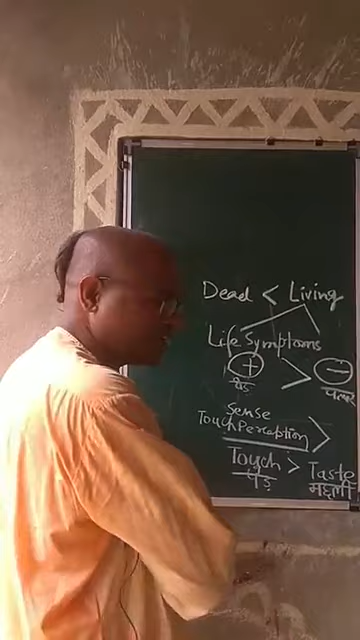 Dead < Living
Life Symptoms
+ > −
पेड़ पत्थर
Sense
Touch Perception >
Touch > Taste
पेड़ मछली